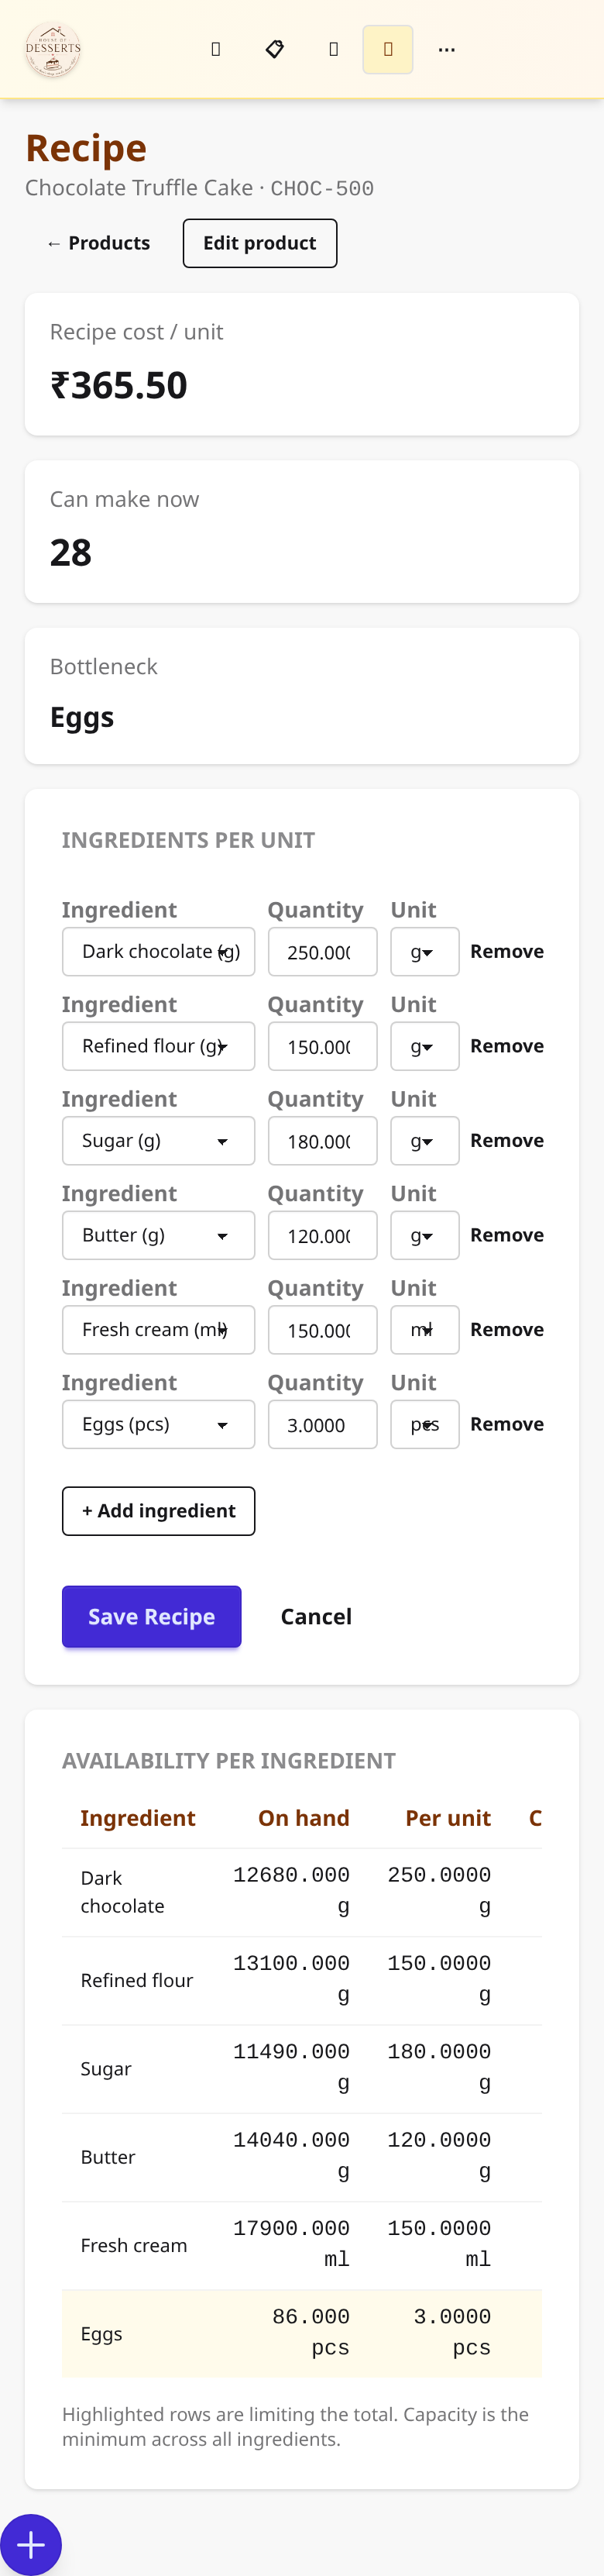 HOUSE OF
DESSERTS
...
Recipe
Chocolate Truffle Cake · CHOC-500
← Products
Edit product
Recipe cost / unit
₹365.50
Can make now
28
Bottleneck
Eggs
INGREDIENTS PER UNIT
Ingredient Quantity Unit
Dark chocolate (g) 250.000 g Remove
Ingredient Quantity Unit
Refined flour (g) 150.000 g Remove
Ingredient Quantity Unit
Sugar (g) 180.000 g Remove
Ingredient Quantity Unit
Butter (g) 120.000 g Remove
Ingredient Quantity Unit
Fresh cream (ml) 150.000 ml Remove
Ingredient Quantity Unit
Eggs (pcs) 3.0000 pcs Remove
+ Add ingredient
Save Recipe Cancel
AVAILABILITY PER INGREDIENT
Ingredient On hand Per unit C
Dark chocolate 12680.000 g 250.0000 g
Refined flour 13100.000 g 150.0000 g
Sugar 11490.000 g 180.0000 g
Butter 14040.000 g 120.0000 g
Fresh cream 17900.000 ml 150.0000 ml
Eggs 86.000 pcs 3.0000 pcs
Highlighted rows are limiting the total. Capacity is the
minimum across all ingredients.